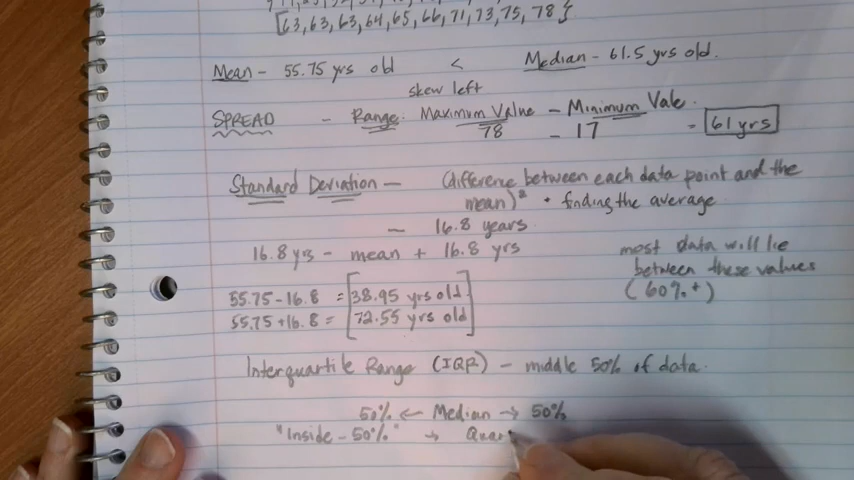 [63, 63, 63, 64, 65, 66, 71, 73, 75, 78}
Mean - 55.75 yrs old < Median - 61.5 yrs old.
skew left
SPREAD - Range: Maximum Value - Minimum Vale.
78 - 17 = 61 yrs
Standard Deviation - (difference between each data point and the
mean)² • finding the average
- 16.8 years
16.8 yrs - mean + 16.8 yrs
most data will lie
between these values
(60%+)
55.75 - 16.8 = [38.95 yrs old]
55.75 + 16.8 = [72.55 yrs old]
Interquartile Range (IQR) - middle 50% of data.
50% ← Median → 50%
"Inside - 50%" → Quar